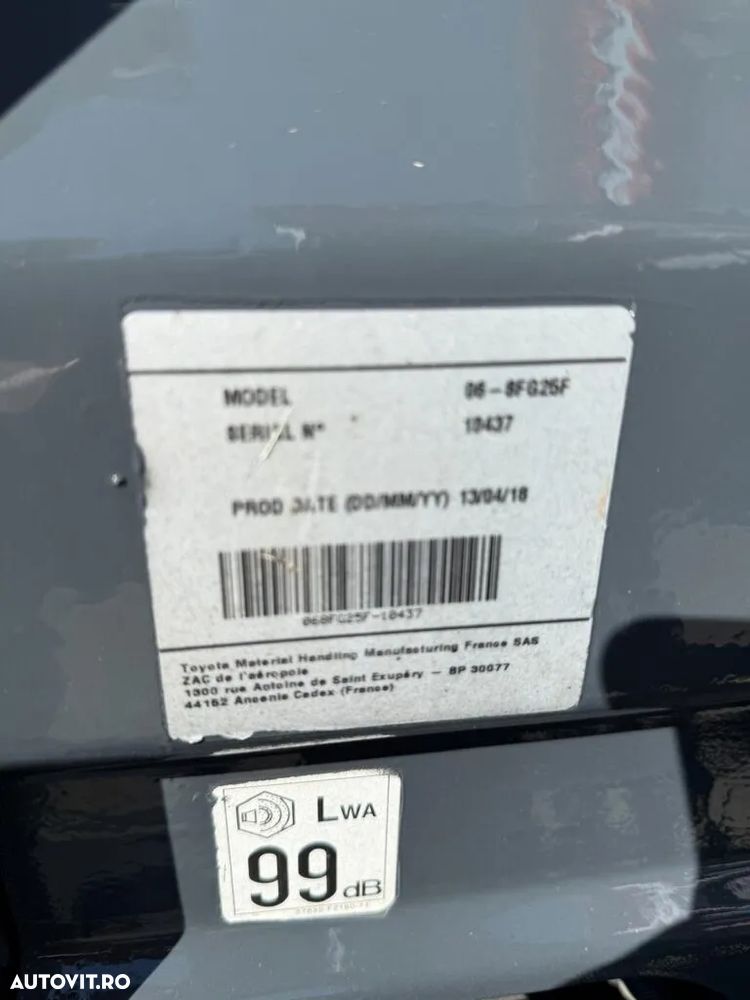 MODEL 06-8FG25F
SERIAL N° 10437
PROD DATE (DD/MM/YY) 13/04/18
068FG25F-10437
Toyota Material Handling Manufacturing France SAS
ZAC de l'aéropole
1300 rue Antoine de Saint Exupéry - BP 30077
44152 Ancenis Cedex (France)
LWA
99 dB
AUTOVIT.RO